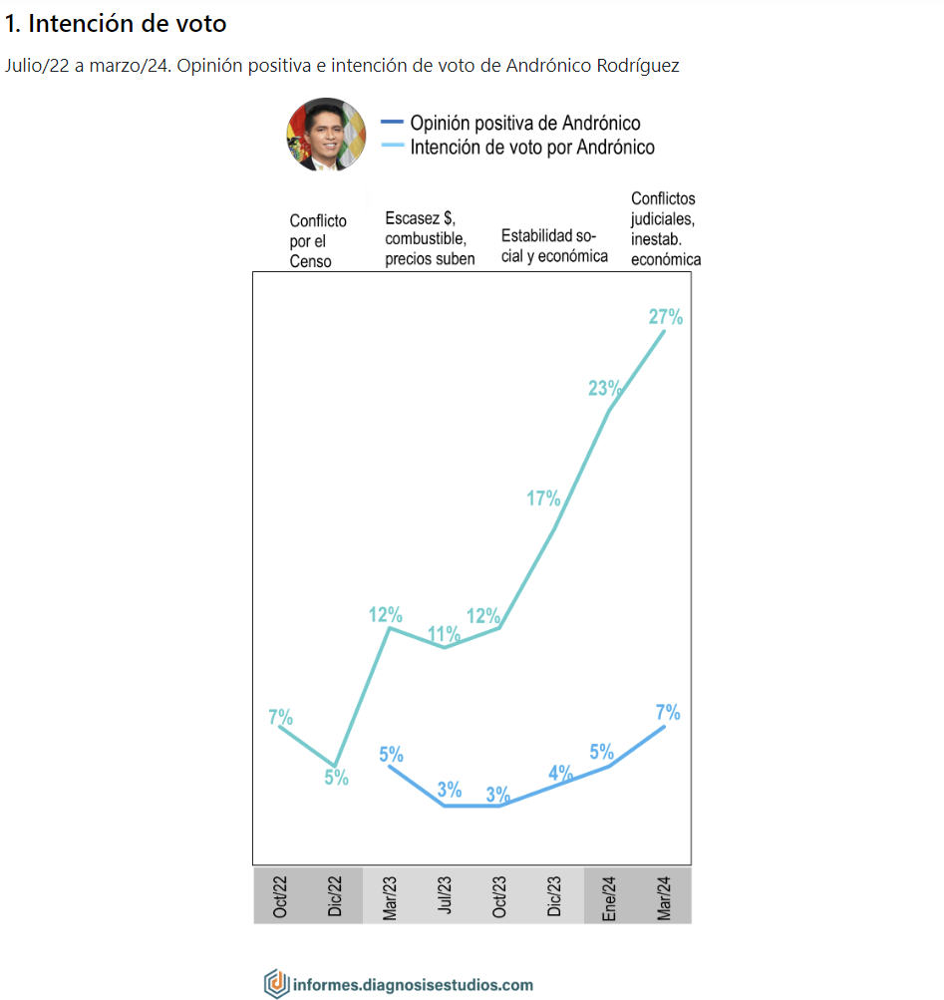 1. Intención de voto
Julio/22 a marzo/24. Opinión positiva e intención de voto de Andrónico Rodríguez
Opinión positiva de Andrónico
Intención de voto por Andrónico
Conflicto
por el
Censo
Escasez $,
combustible,
precios suben
Estabilidad so-
cial y económica
Conflictos
judiciales,
inestab.
económica
27%
23%
17%
12%
11%
12%
7%
5%
5%
3%
3%
4%
5%
7%
Oct/22
Dic/22
Mar/23
Jul/23
Oct/23
Dic/23
Ene/24
Mar/24
informes.diagnosisestudios.com